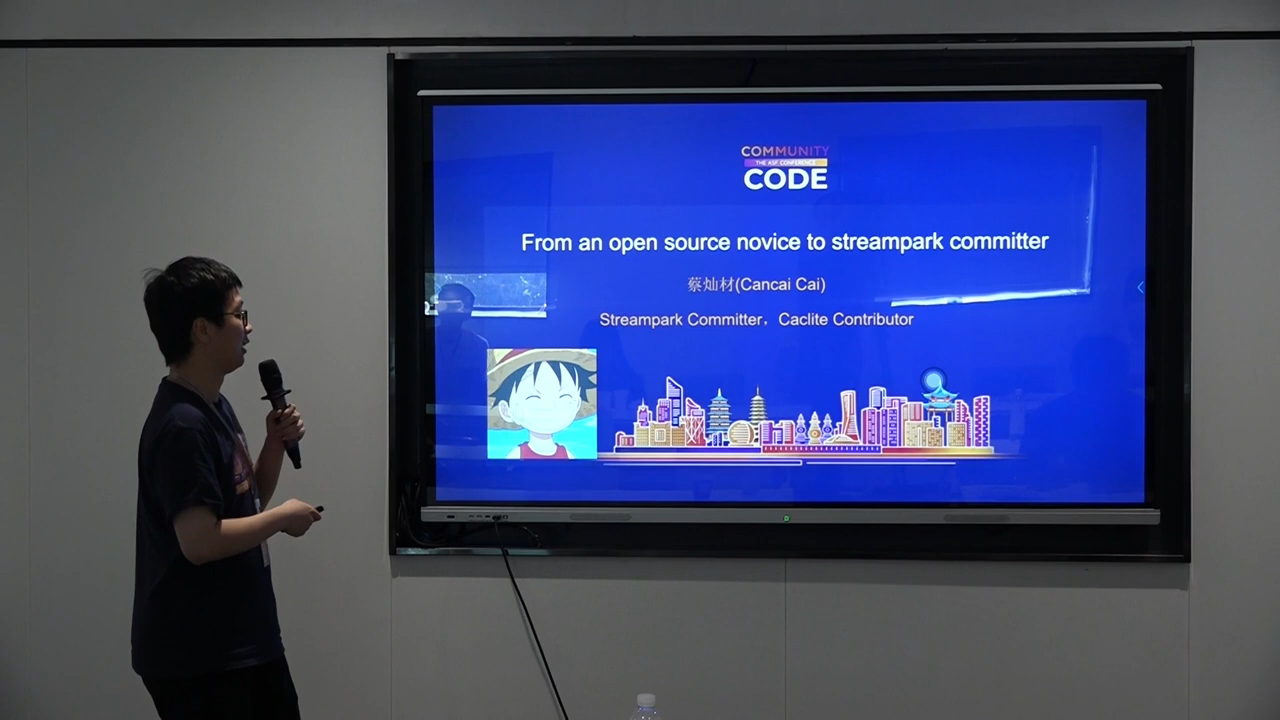 COMMUNITY
THE ASF CONFERENCE
CODE
From an open source novice to streampark committer
蔡灿材(Cancai Cai)
Streampark Committer，Caclite Contributor